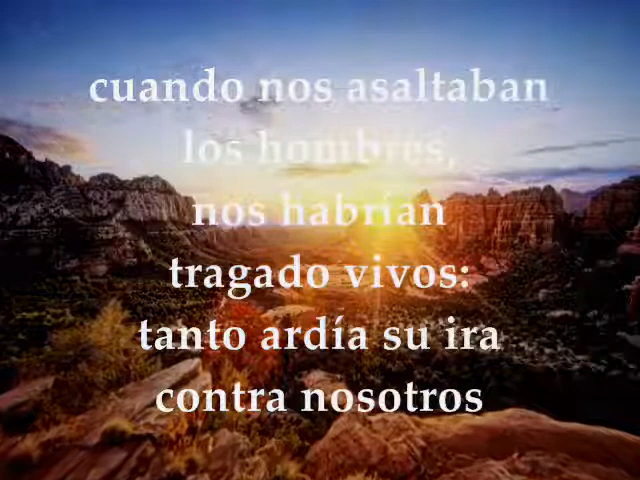 cuando nos asaltaban
los hombres,
nos habrían
tragado vivos:
tanto ardía su ira
contra nosotros